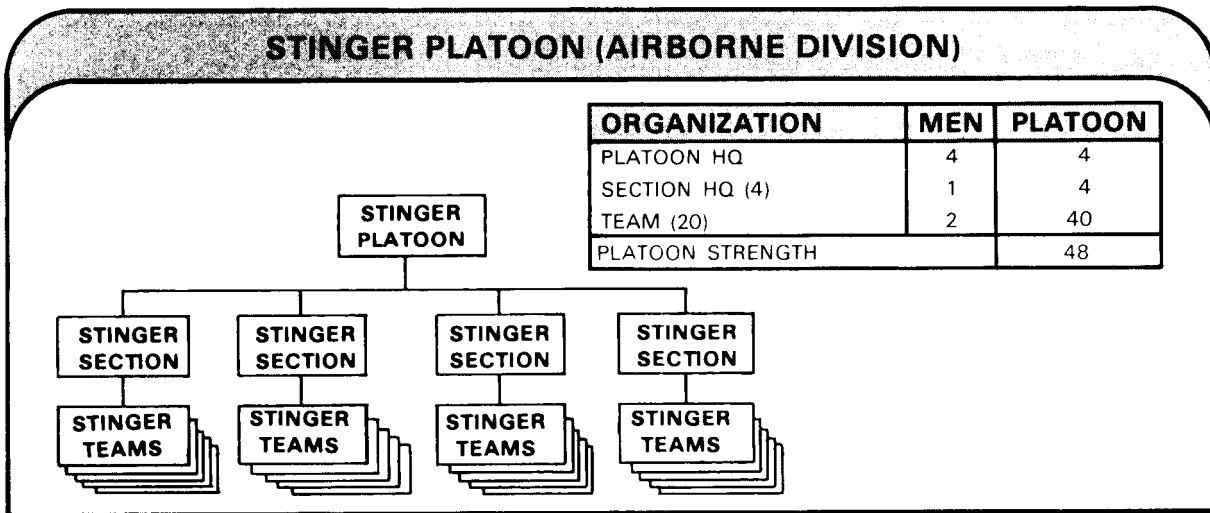 STINGER PLATOON (AIRBORNE DIVISION)
ORGANIZATION MEN PLATOON
PLATOON HQ 4 4
SECTION HQ (4) 1 4
TEAM (20) 2 40
PLATOON STRENGTH 48
STINGER
PLATOON
STINGER
SECTION
STINGER
SECTION
STINGER
SECTION
STINGER
SECTION
STINGER
TEAMS
STINGER
TEAMS
STINGER
TEAMS
STINGER
TEAMS